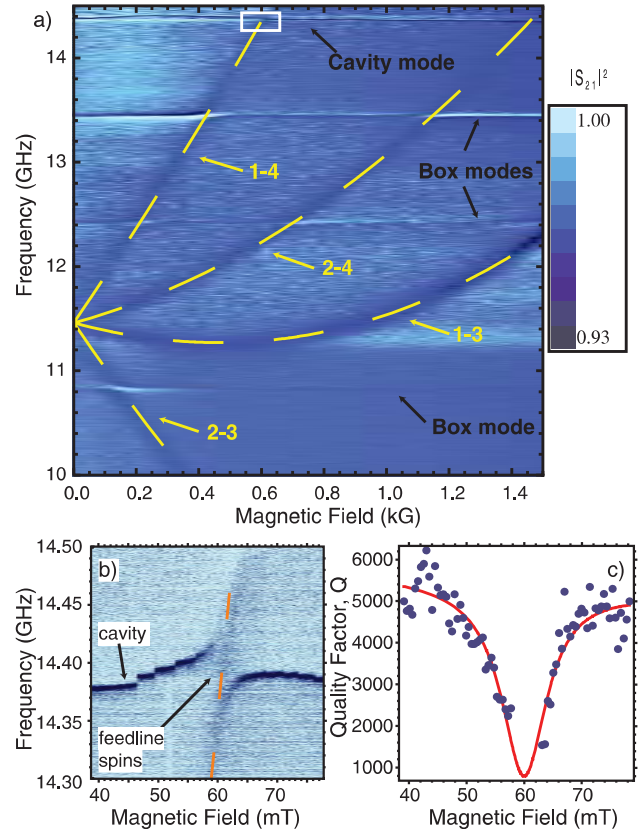 a)
Frequency (GHz)
14
13
12
11
10
Cavity mode
1-4
Box modes
2-4
1-3
2-3
Box mode
0.0 0.2 0.4 0.6 0.8 1.0 1.2 1.4
Magnetic Field (kG)
|S21|²
1.00
0.93
b)
Frequency (GHz)
14.50
14.45
14.40
14.35
14.30
cavity
feedline
spins
40 50 60 70
Magnetic Field (mT)
c)
Quality Factor, Q
6000
5000
4000
3000
2000
1000
40 50 60 70
Magnetic Field (mT)